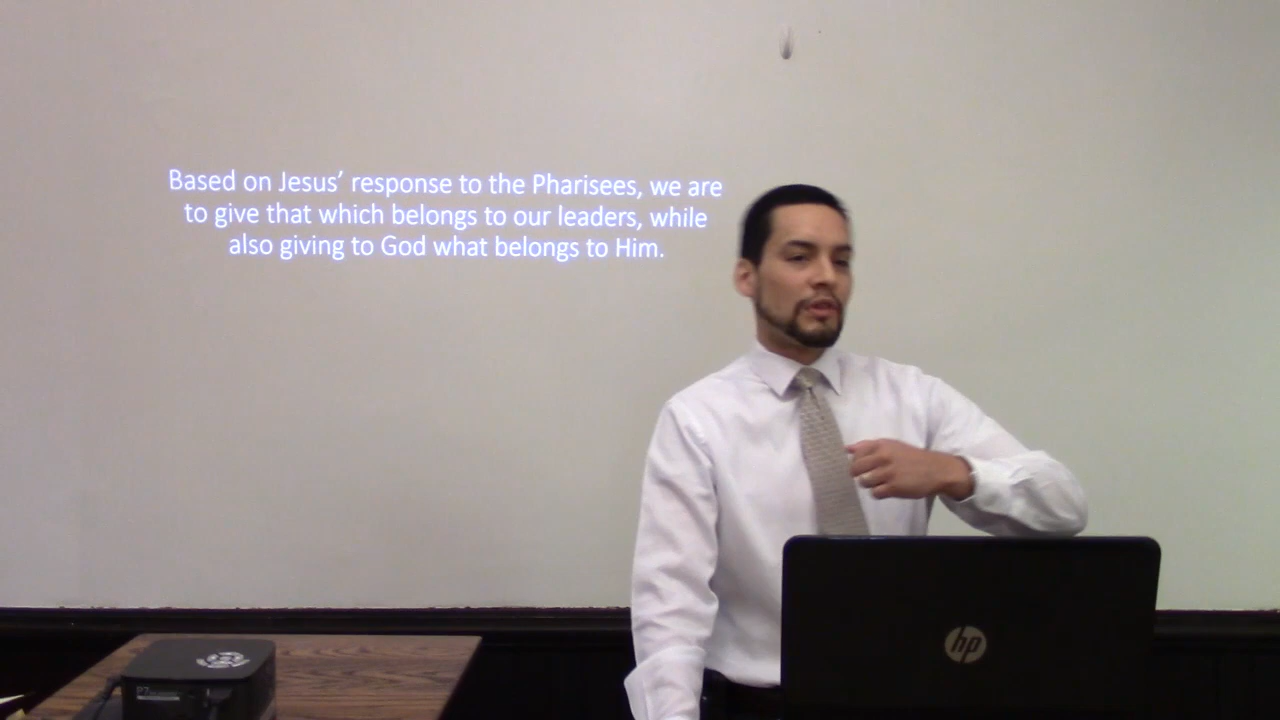 Based on Jesus’ response to the Pharisees, we are
to give that which belongs to our leaders, while
also giving to God what belongs to Him.
hp
P7